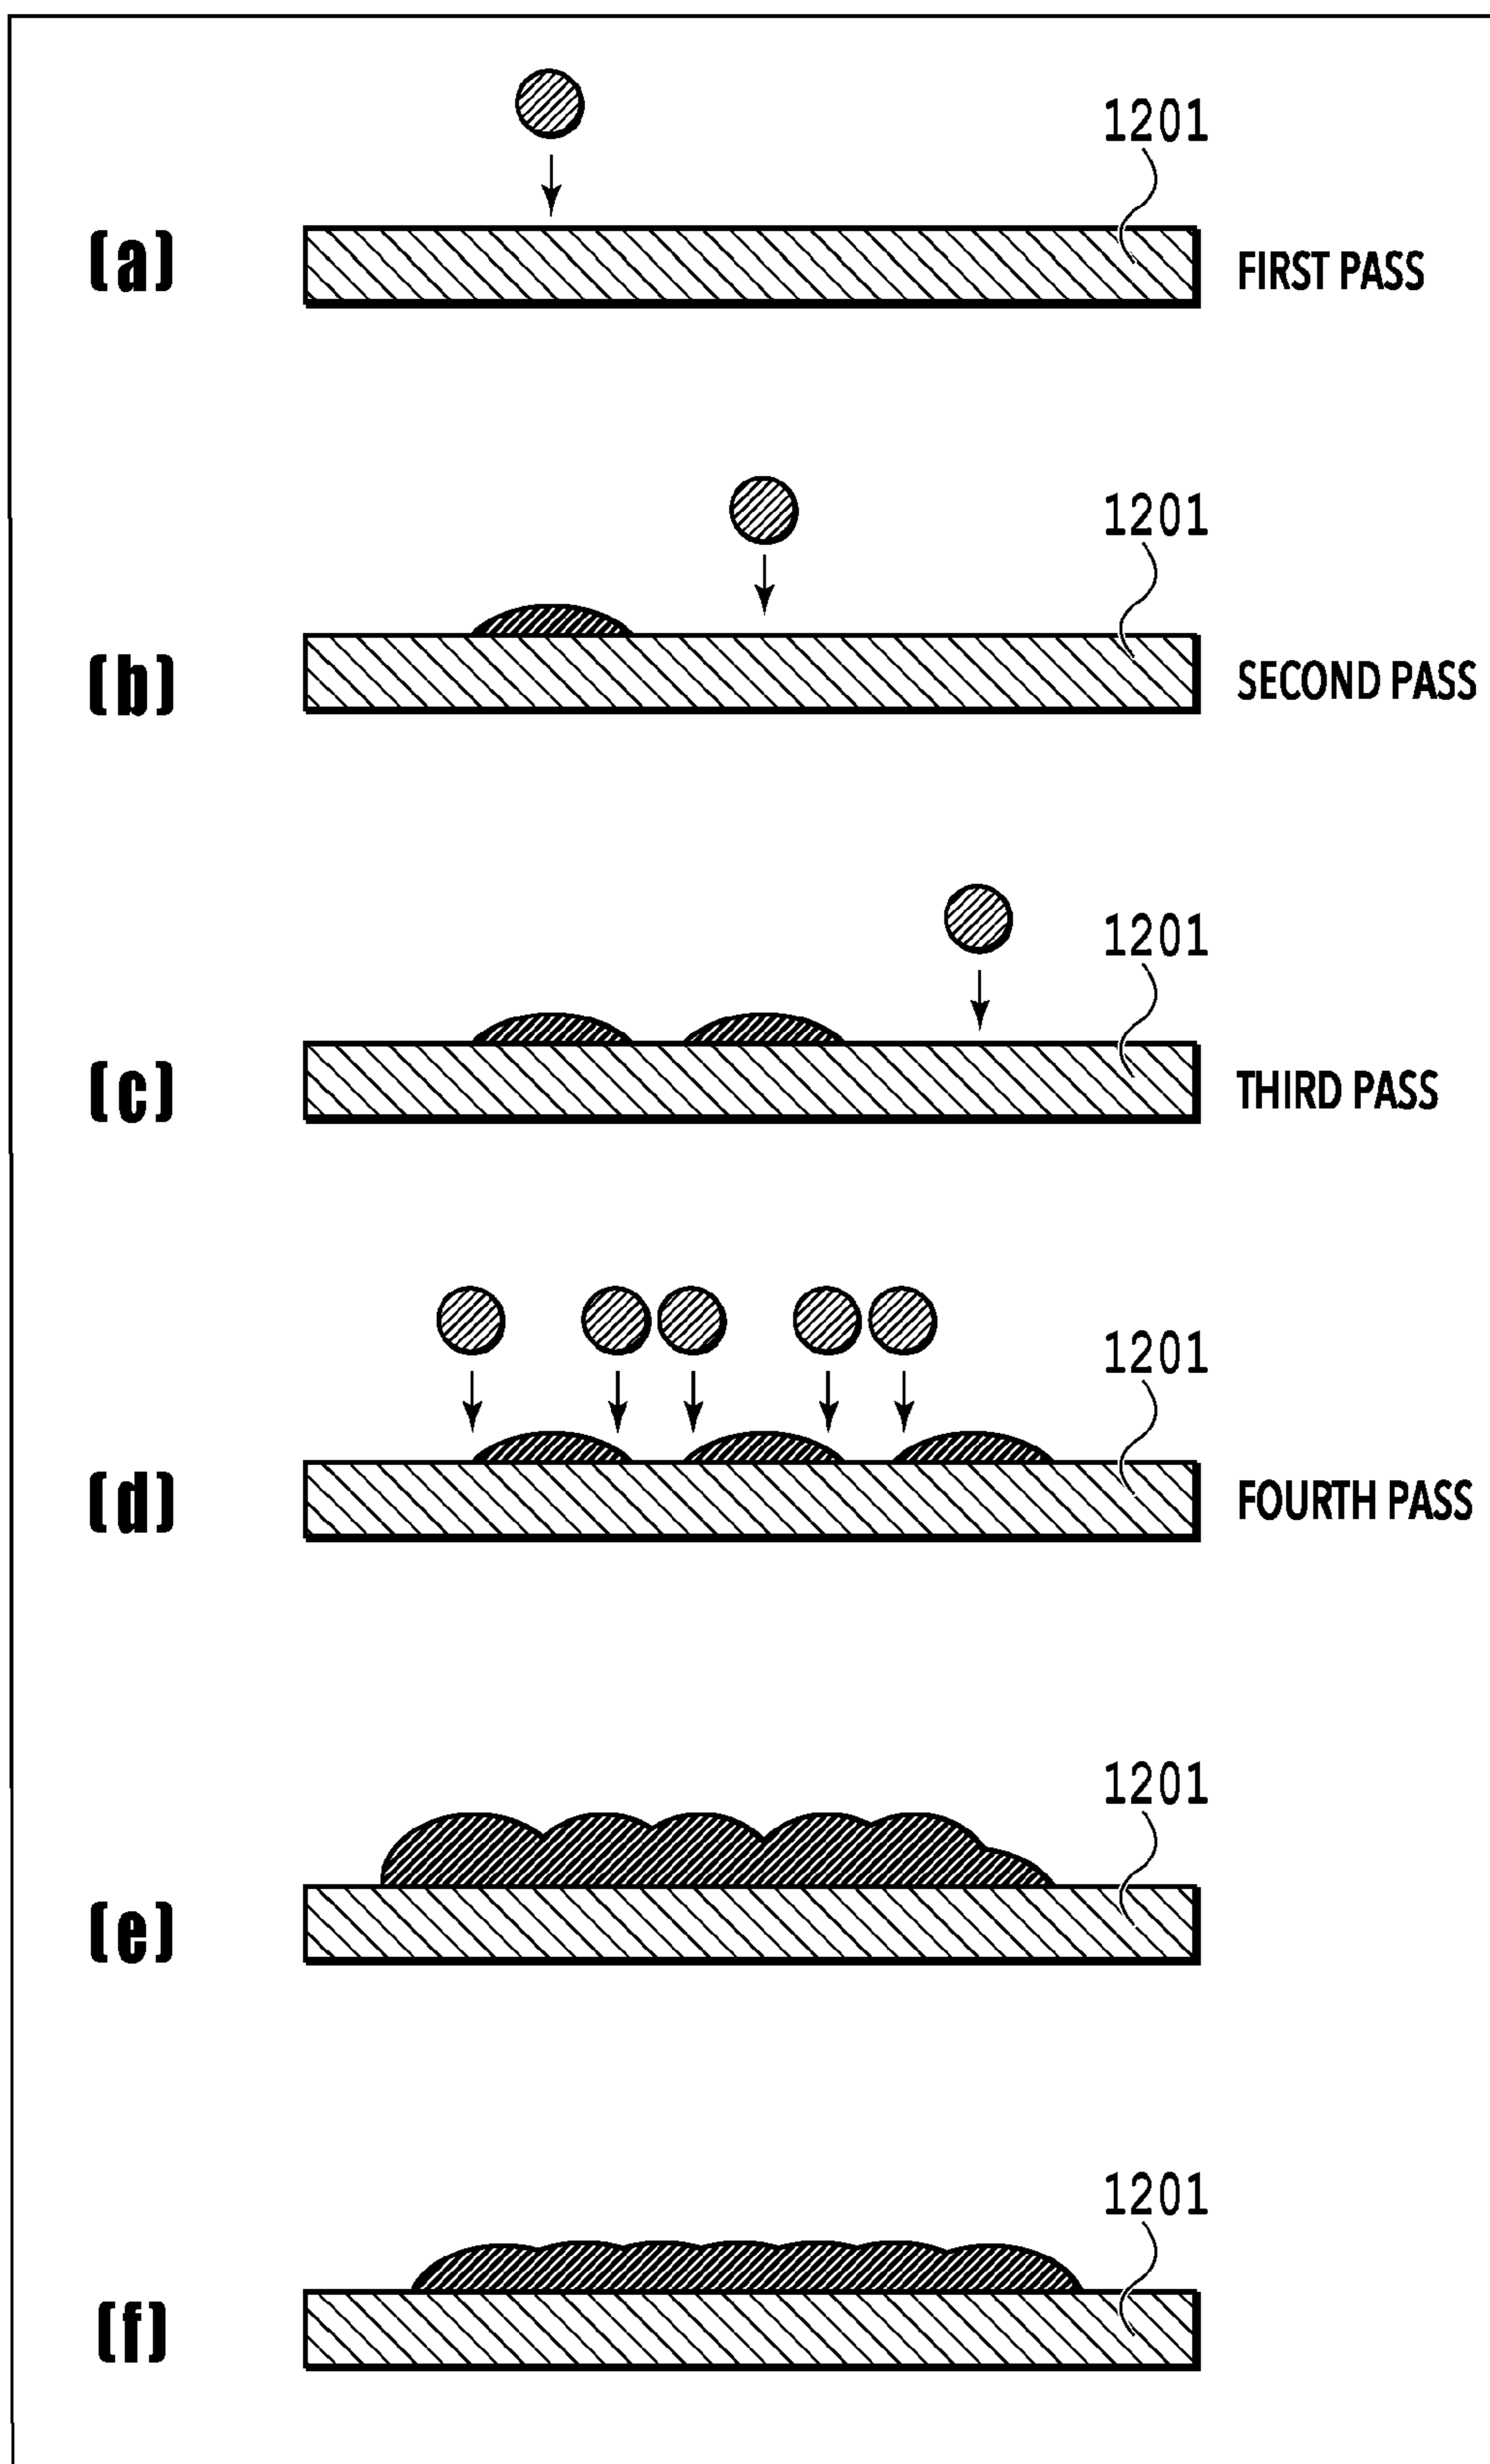 1201
(a) FIRST PASS
1201
(b) SECOND PASS
1201
(c) THIRD PASS
1201
(d) FOURTH PASS
1201
(e)
1201
(f)